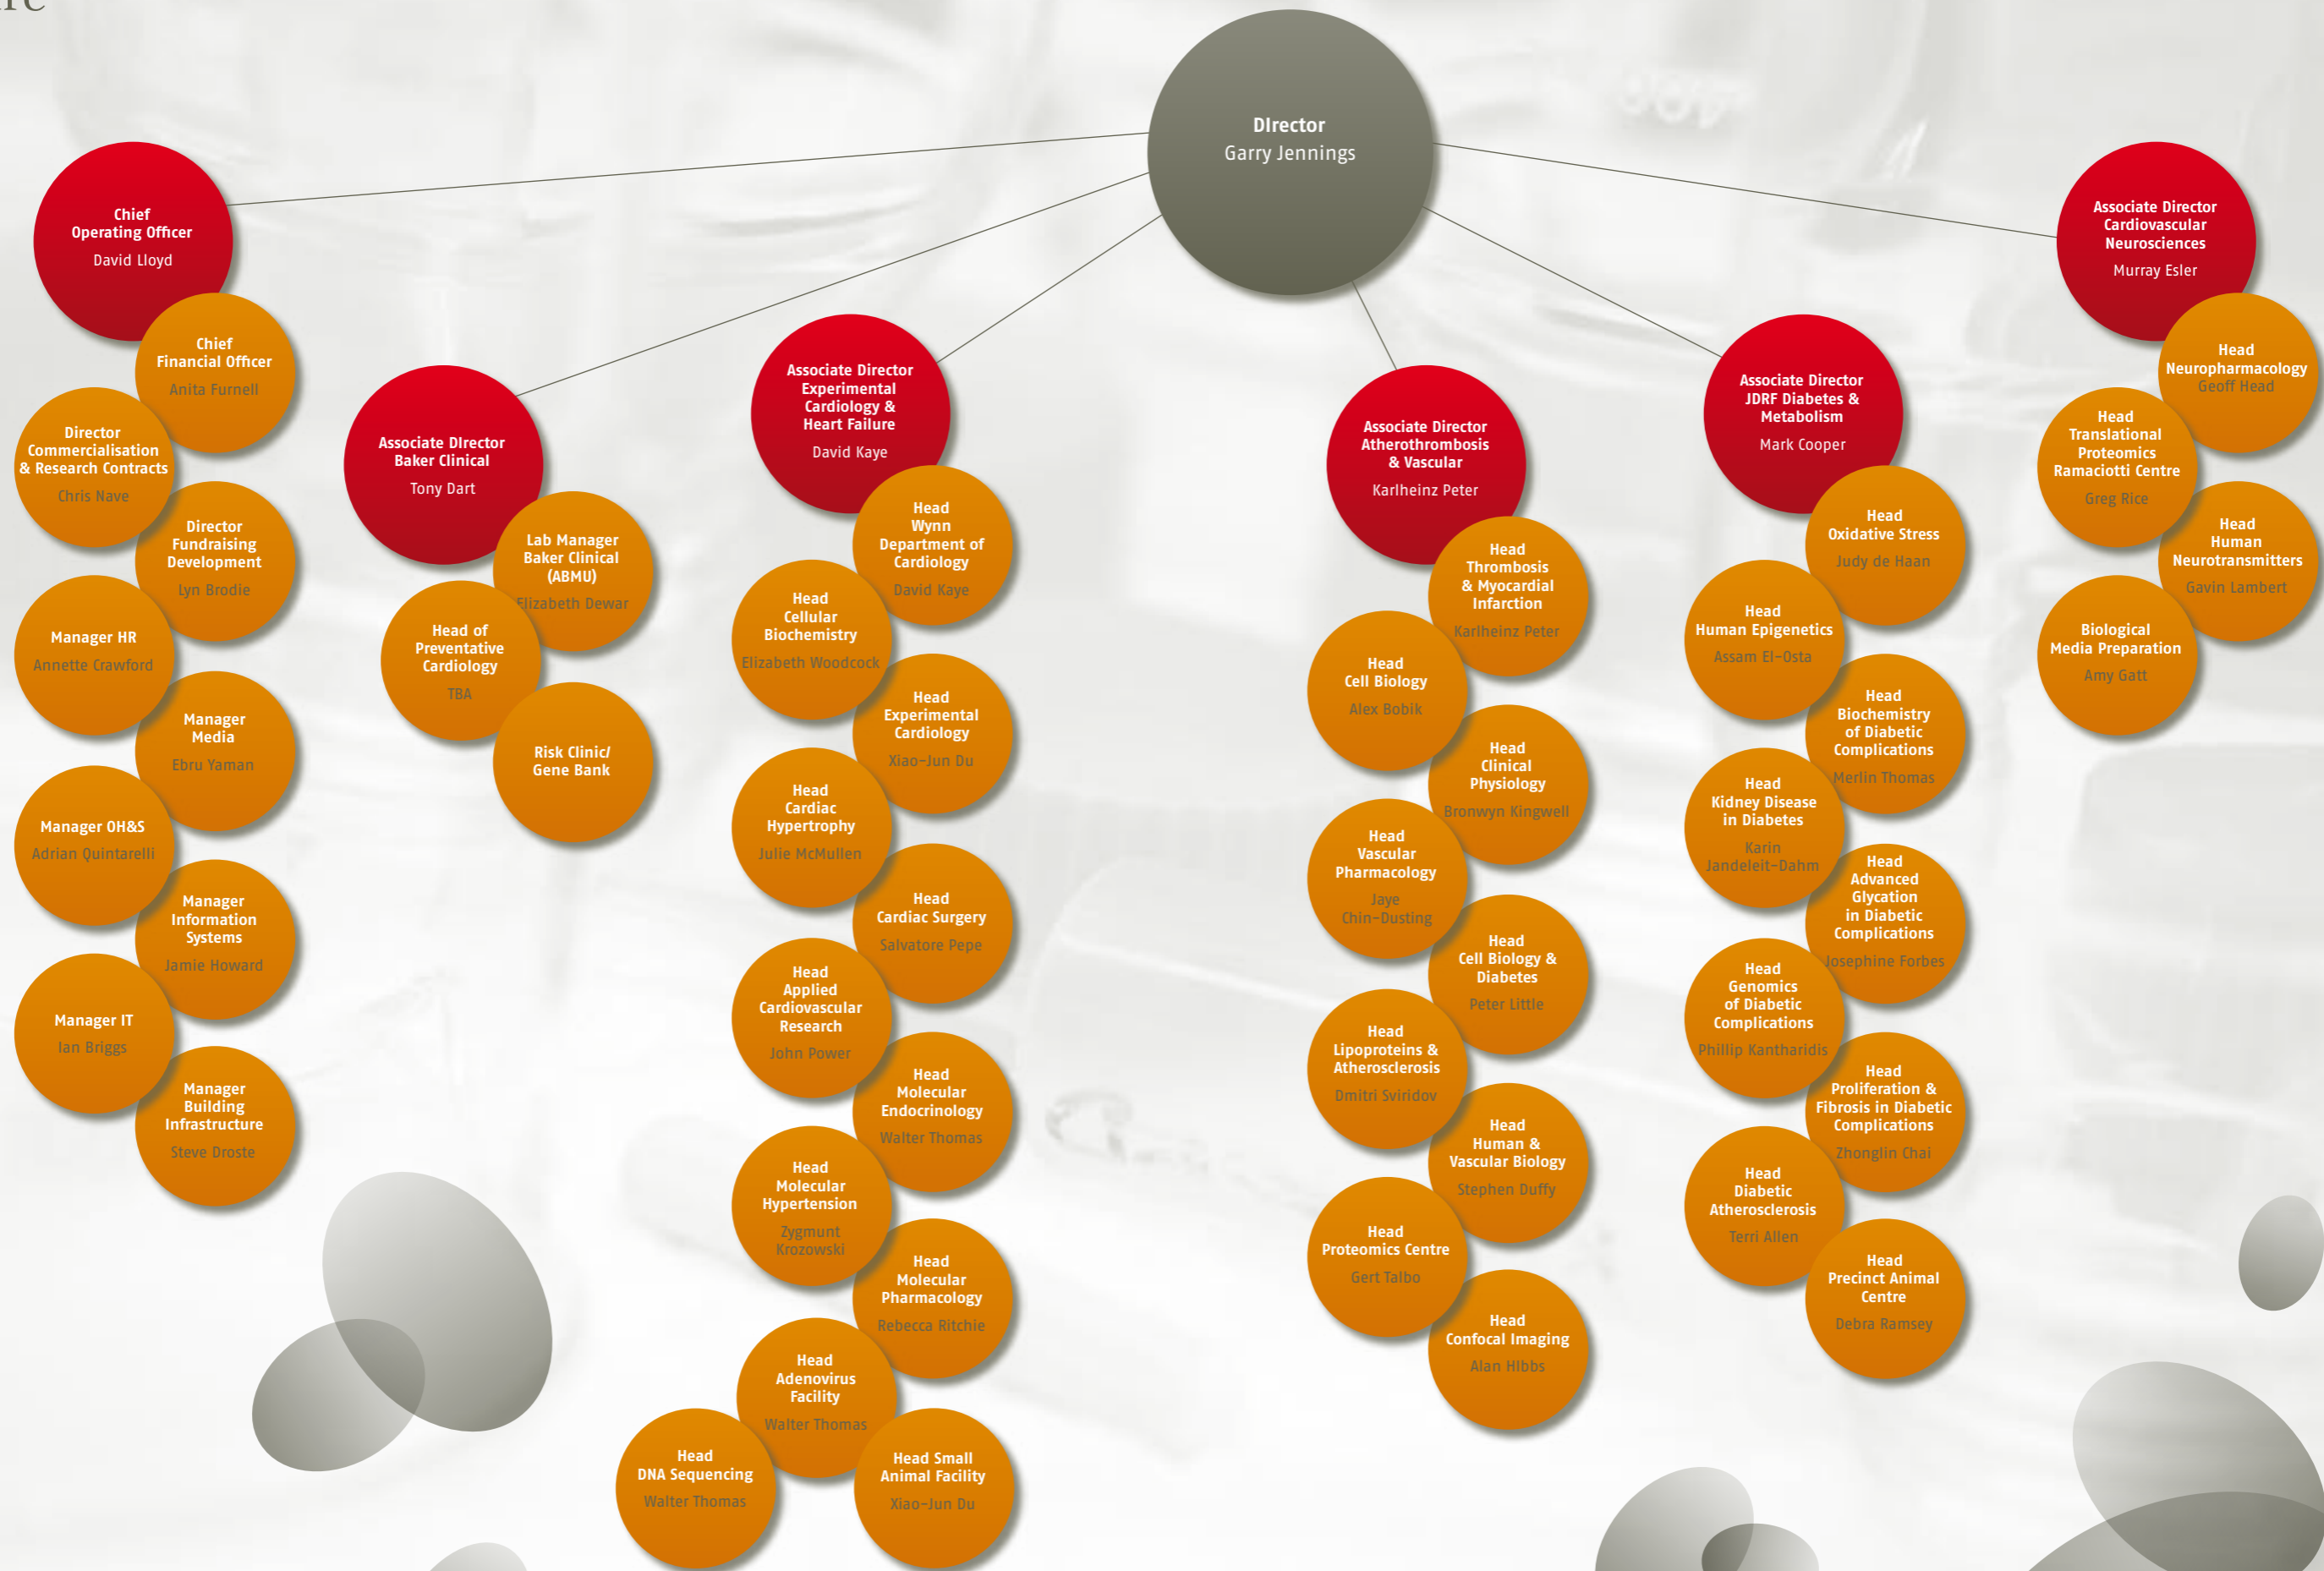 DIrector
Garry Jennings
Chief
Operating Officer
David Lloyd
Chief
Financial Officer
Anita Furnell
Director
Commercialisation
& Research Contracts
Chris Nave
Director
Fundraising
Development
Lyn Brodie
Manager HR
Annette Crawford
Manager
Media
Ebru Yaman
Manager OH&S
Adrian Quintarelli
Manager
Information
Systems
Jamie Howard
Manager IT
Ian Briggs
Manager
Building
Infrastructure
Steve Droste
Associate DIrector
Baker Clinical
Tony Dart
Lab Manager
Baker Clinical
(ABMU)
Elizabeth Dewar
Head of
Preventative
Cardiology
TBA
Risk Clinic/
Gene Bank
Associate Director
Experimental
Cardiology &
Heart Failure
David Kaye
Head
Wynn
Department of
Cardiology
David Kaye
Head
Cellular
Biochemistry
Elizabeth Woodcock
Head
Experimental
Cardiology
Xiao-Jun Du
Head
Cardiac
Hypertrophy
Julie McMullen
Head
Cardiac Surgery
Salvatore Pepe
Head
Applied
Cardiovascular
Research
John Power
Head
Molecular
Endocrinology
Walter Thomas
Head
Molecular
Hypertension
Zygmunt
Krozowski
Head
Molecular
Pharmacology
Rebecca Ritchie
Head
Adenovirus
Facility
Walter Thomas
Head
DNA Sequencing
Walter Thomas
Head Small
Animal Facility
Xiao-Jun Du
Associate Director
Atherothrombosis
& Vascular
Karlheinz Peter
Head
Thrombosis
& Myocardial
Infarction
Karlheinz Peter
Head
Cell Biology
Alex Bobik
Head
Clinical
Physiology
Bronwyn Kingwell
Head
Vascular
Pharmacology
Jaye
Chin-Dusting
Head
Cell Biology &
Diabetes
Peter Little
Head
Lipoproteins &
Atherosclerosis
Dmitri Sviridov
Head
Human &
Vascular Biology
Stephen Duffy
Head
Proteomics Centre
Gert Talbo
Head
Confocal Imaging
Alan HIbbs
Associate Director
JDRF Diabetes &
Metabolism
Mark Cooper
Head
Oxidative Stress
Judy de Haan
Head
Human Epigenetics
Assam El-Osta
Head
Biochemistry
of Diabetic
Complications
Merlin Thomas
Head
Kidney Disease
in Diabetes
Karin
Jandeleit-Dahm
Head
Advanced
Glycation
in Diabetic
Complications
Josephine Forbes
Head
Genomics
of Diabetic
Complications
Phillip Kantharidis
Head
Proliferation &
Fibrosis in Diabetic
Complications
Zhonglin Chai
Head
Diabetic
Atherosclerosis
Terri Allen
Head
Precinct Animal
Centre
Debra Ramsey
Associate Director
Cardiovascular
Neurosciences
Murray Esler
Head
Neuropharmacology
Geoff Head
Head
Translational
Proteomics
Ramaciotti Centre
Greg Rice
Head
Human
Neurotransmitters
Gavin Lambert
Biological
Media Preparation
Amy Gatt